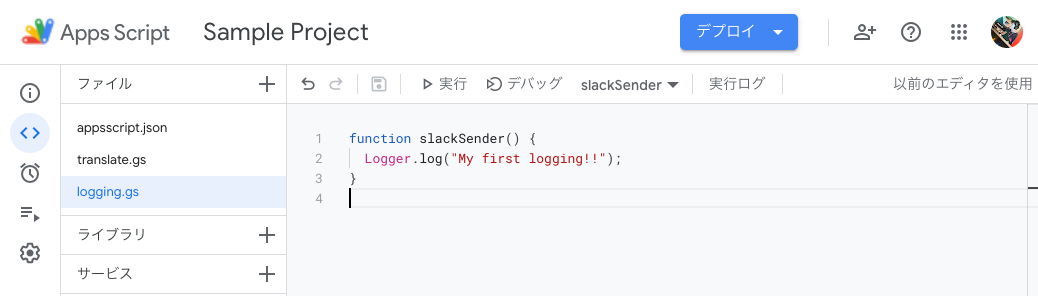 Apps Script
Sample Project
デプロイ
ファイル
実行
デバッグ
slackSender
実行ログ
以前のエディタを使用
appsscript.json
translate.gs
logging.gs
ライブラリ
サービス
1 function slackSender() {
2 Logger.log("My first logging!!");
3 }
4